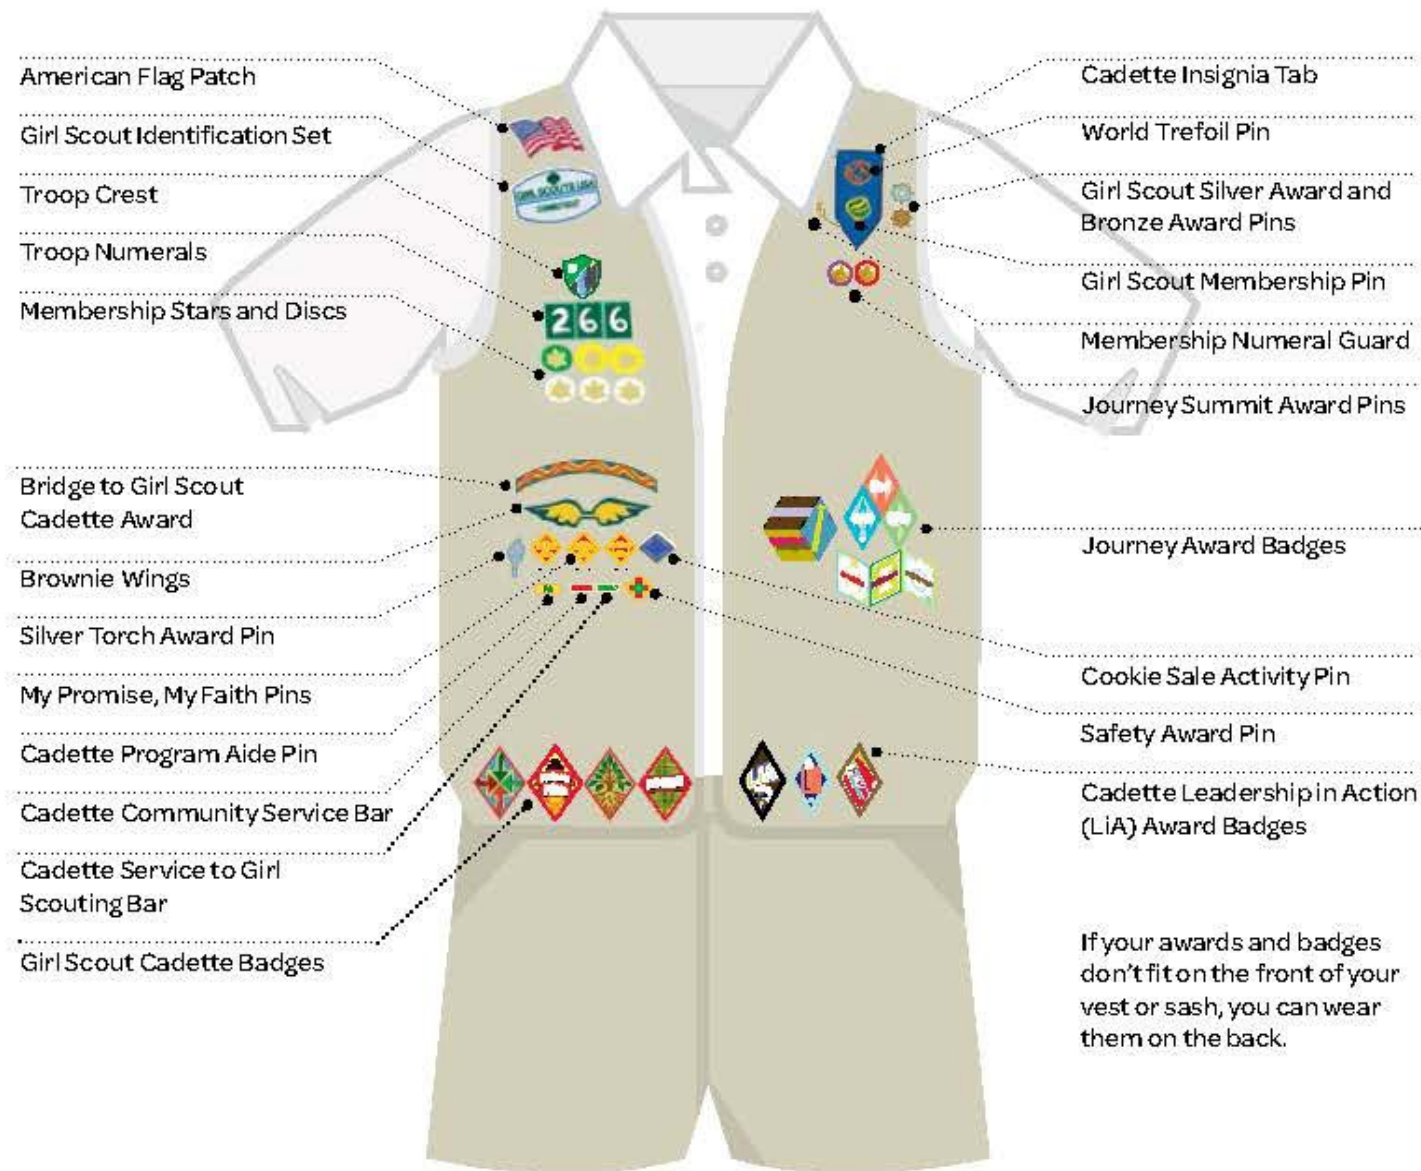 American Flag Patch
Girl Scout Identification Set
Troop Crest
Troop Numerals
Membership Stars and Discs
Bridge to Girl Scout
Cadette Award
Brownie Wings
Silver Torch Award Pin
My Promise, My Faith Pins
Cadette Program Aide Pin
Cadette Community Service Bar
Cadette Service to Girl
Scouting Bar
Girl Scout Cadette Badges
GIRL SCOUTS USA
266
Cadette Insignia Tab
World Trefoil Pin
Girl Scout Silver Award and
Bronze Award Pins
Girl Scout Membership Pin
Membership Numeral Guard
Journey Summit Award Pins
Journey Award Badges
Cookie Sale Activity Pin
Safety Award Pin
Cadette Leadership in Action
(LiA) Award Badges
If your awards and badges
don't fit on the front of your
vest or sash, you can wear
them on the back.